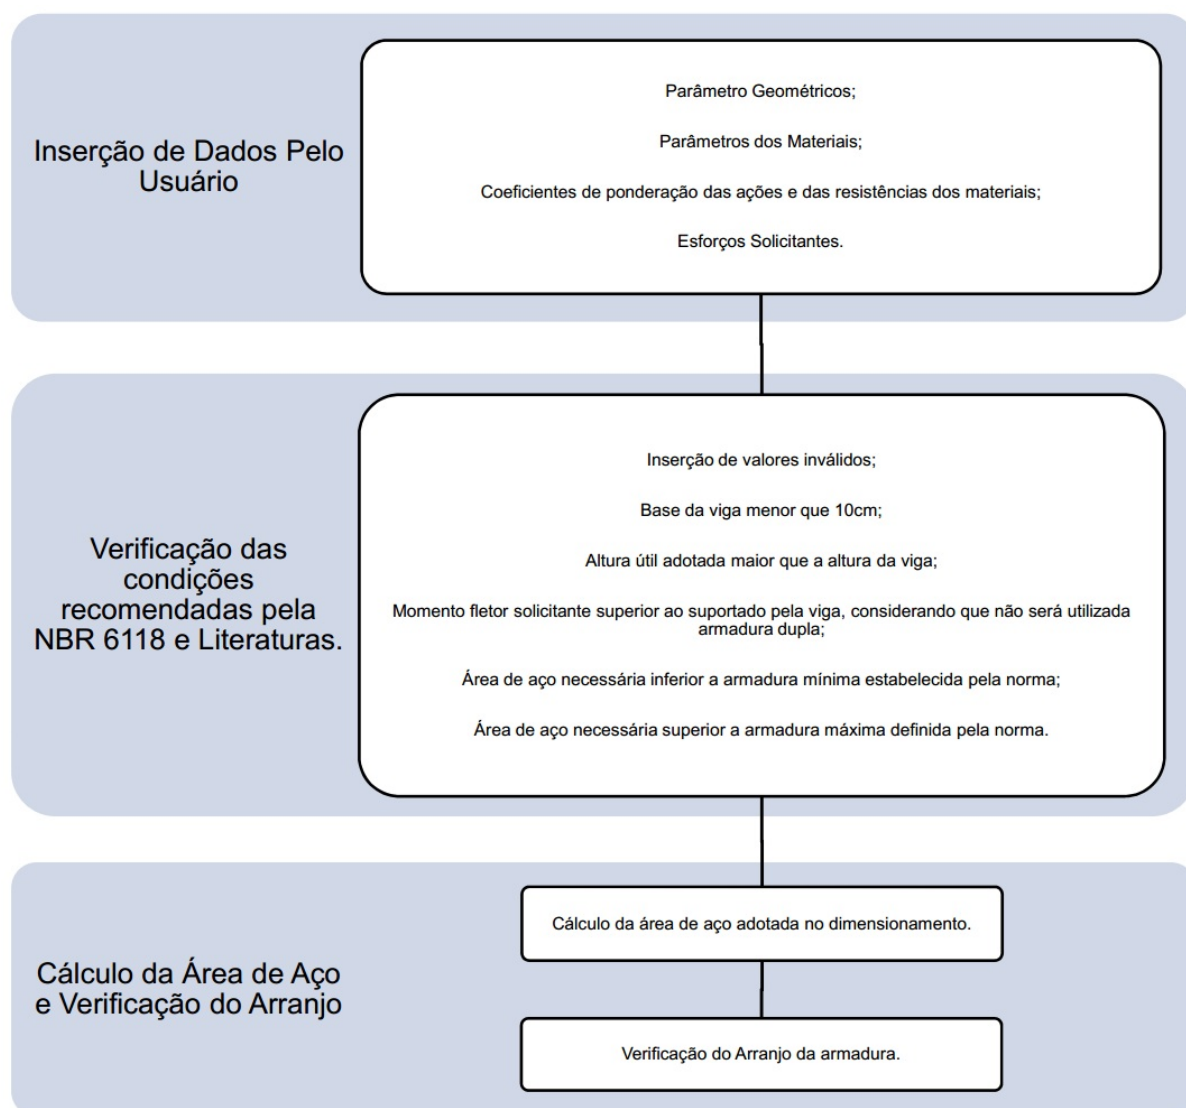 Inserção de Dados Pelo
Usuário
Parâmetro Geométricos;
Parâmetros dos Materiais;
Coeficientes de ponderação das ações e das resistências dos materiais;
Esforços Solicitantes.
Verificação das
condições
recomendadas pela
NBR 6118 e Literaturas.
Inserção de valores inválidos;
Base da viga menor que 10cm;
Altura útil adotada maior que a altura da viga;
Momento fletor solicitante superior ao suportado pela viga, considerando que não será utilizada
armadura dupla;
Área de aço necessária inferior a armadura mínima estabelecida pela norma;
Área de aço necessária superior a armadura máxima definida pela norma.
Cálculo da Área de Aço
e Verificação do Arranjo
Cálculo da área de aço adotada no dimensionamento.
Verificação do Arranjo da armadura.